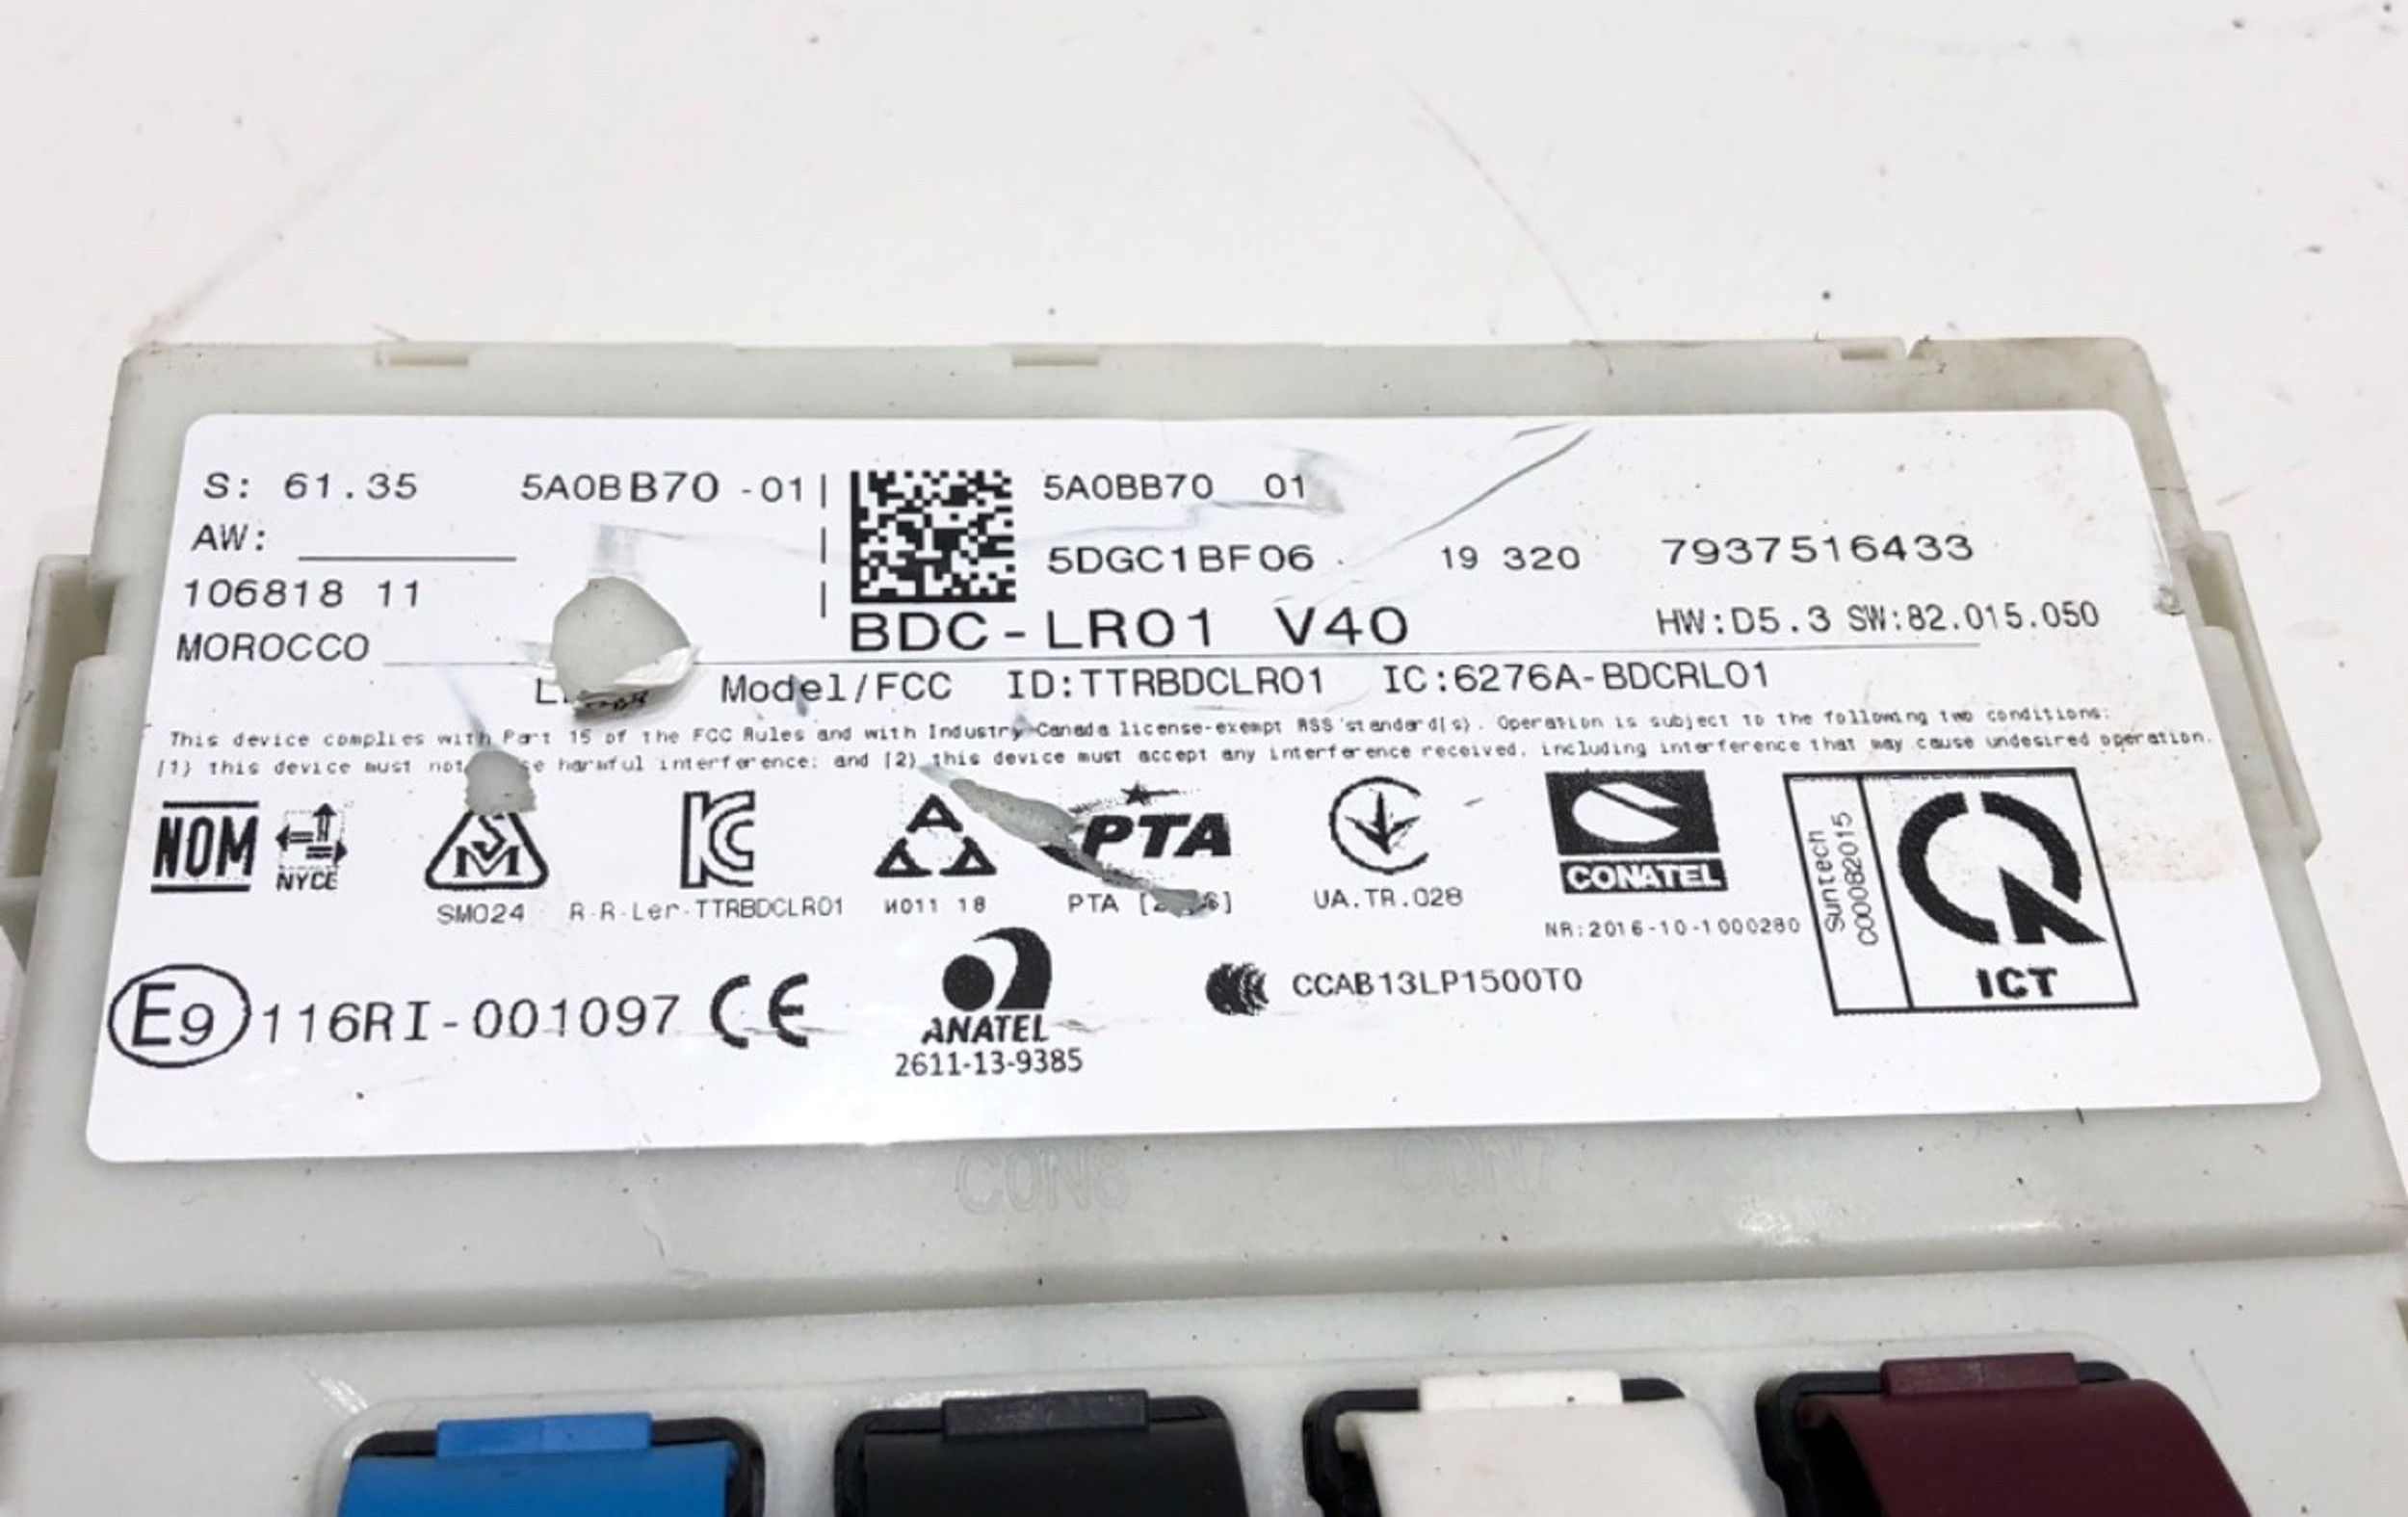 S: 61.35 5A0BB70 -01
AW:
106818 11
MOROCCO
5A0BB70 01
5DGC1BF06 19 320 7937516433
BDC-LR01 V40 HW:D5.3 SW:82.015.050
Model/FCC ID:TTRBDCLR01 IC:6276A-BDCRL01
This device complies with Part 15 of the FCC Rules and with Industry Canada license-exempt RSS standard(s). Operation is subject to the following two conditions:
(1) this device must not harmful interference; and (2) this device must accept any interference received, including interference that may cause undesired operation.
NOM
NYCE
SM024
KC
R-R-Ler-TTRBDCLR01
И011 18
PTA
PTA
UA.TR.028
CONATEL
NR:2016-10-1000280
Suntech
C00082015
ICT
E9 116RI-001097 CE
ANATEL
2611-13-9385
CCAB13LP1500T0
CON8 CON7